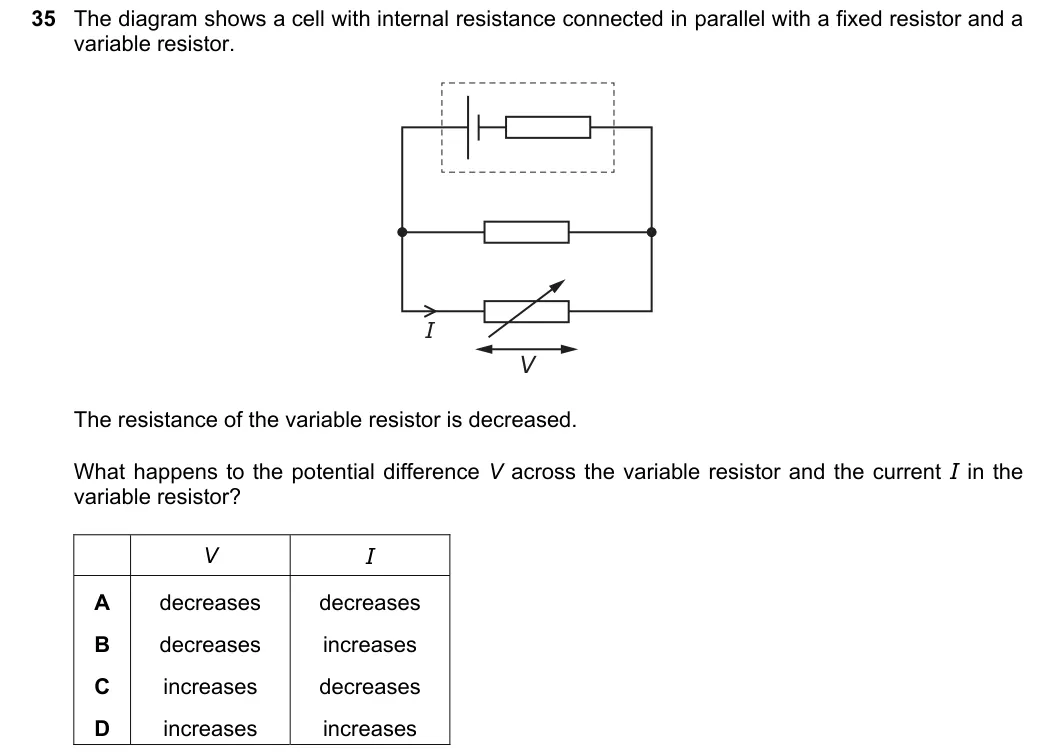 35 The diagram shows a cell with internal resistance connected in parallel with a fixed resistor and a
variable resistor.
I
V
The resistance of the variable resistor is decreased.
What happens to the potential difference V across the variable resistor and the current I in the
variable resistor?
V I
A decreases decreases
B decreases increases
C increases decreases
D increases increases